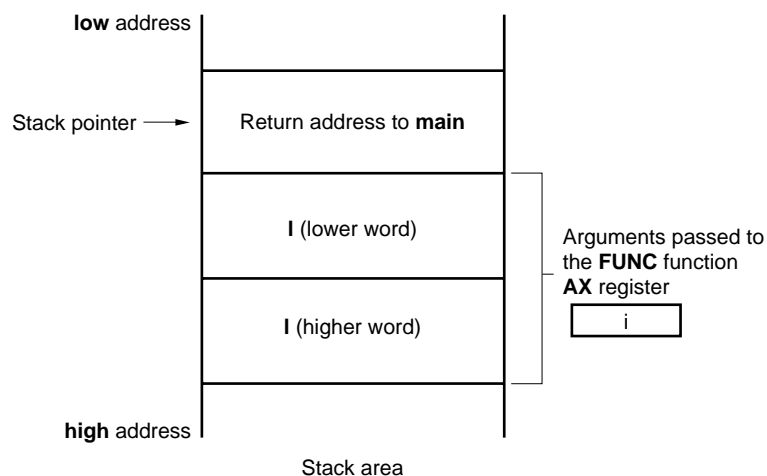 low address
Stack pointer
Return address to main
l (lower word)
Arguments passed to
the FUNC function
AX register
i
l (higher word)
high address
Stack area